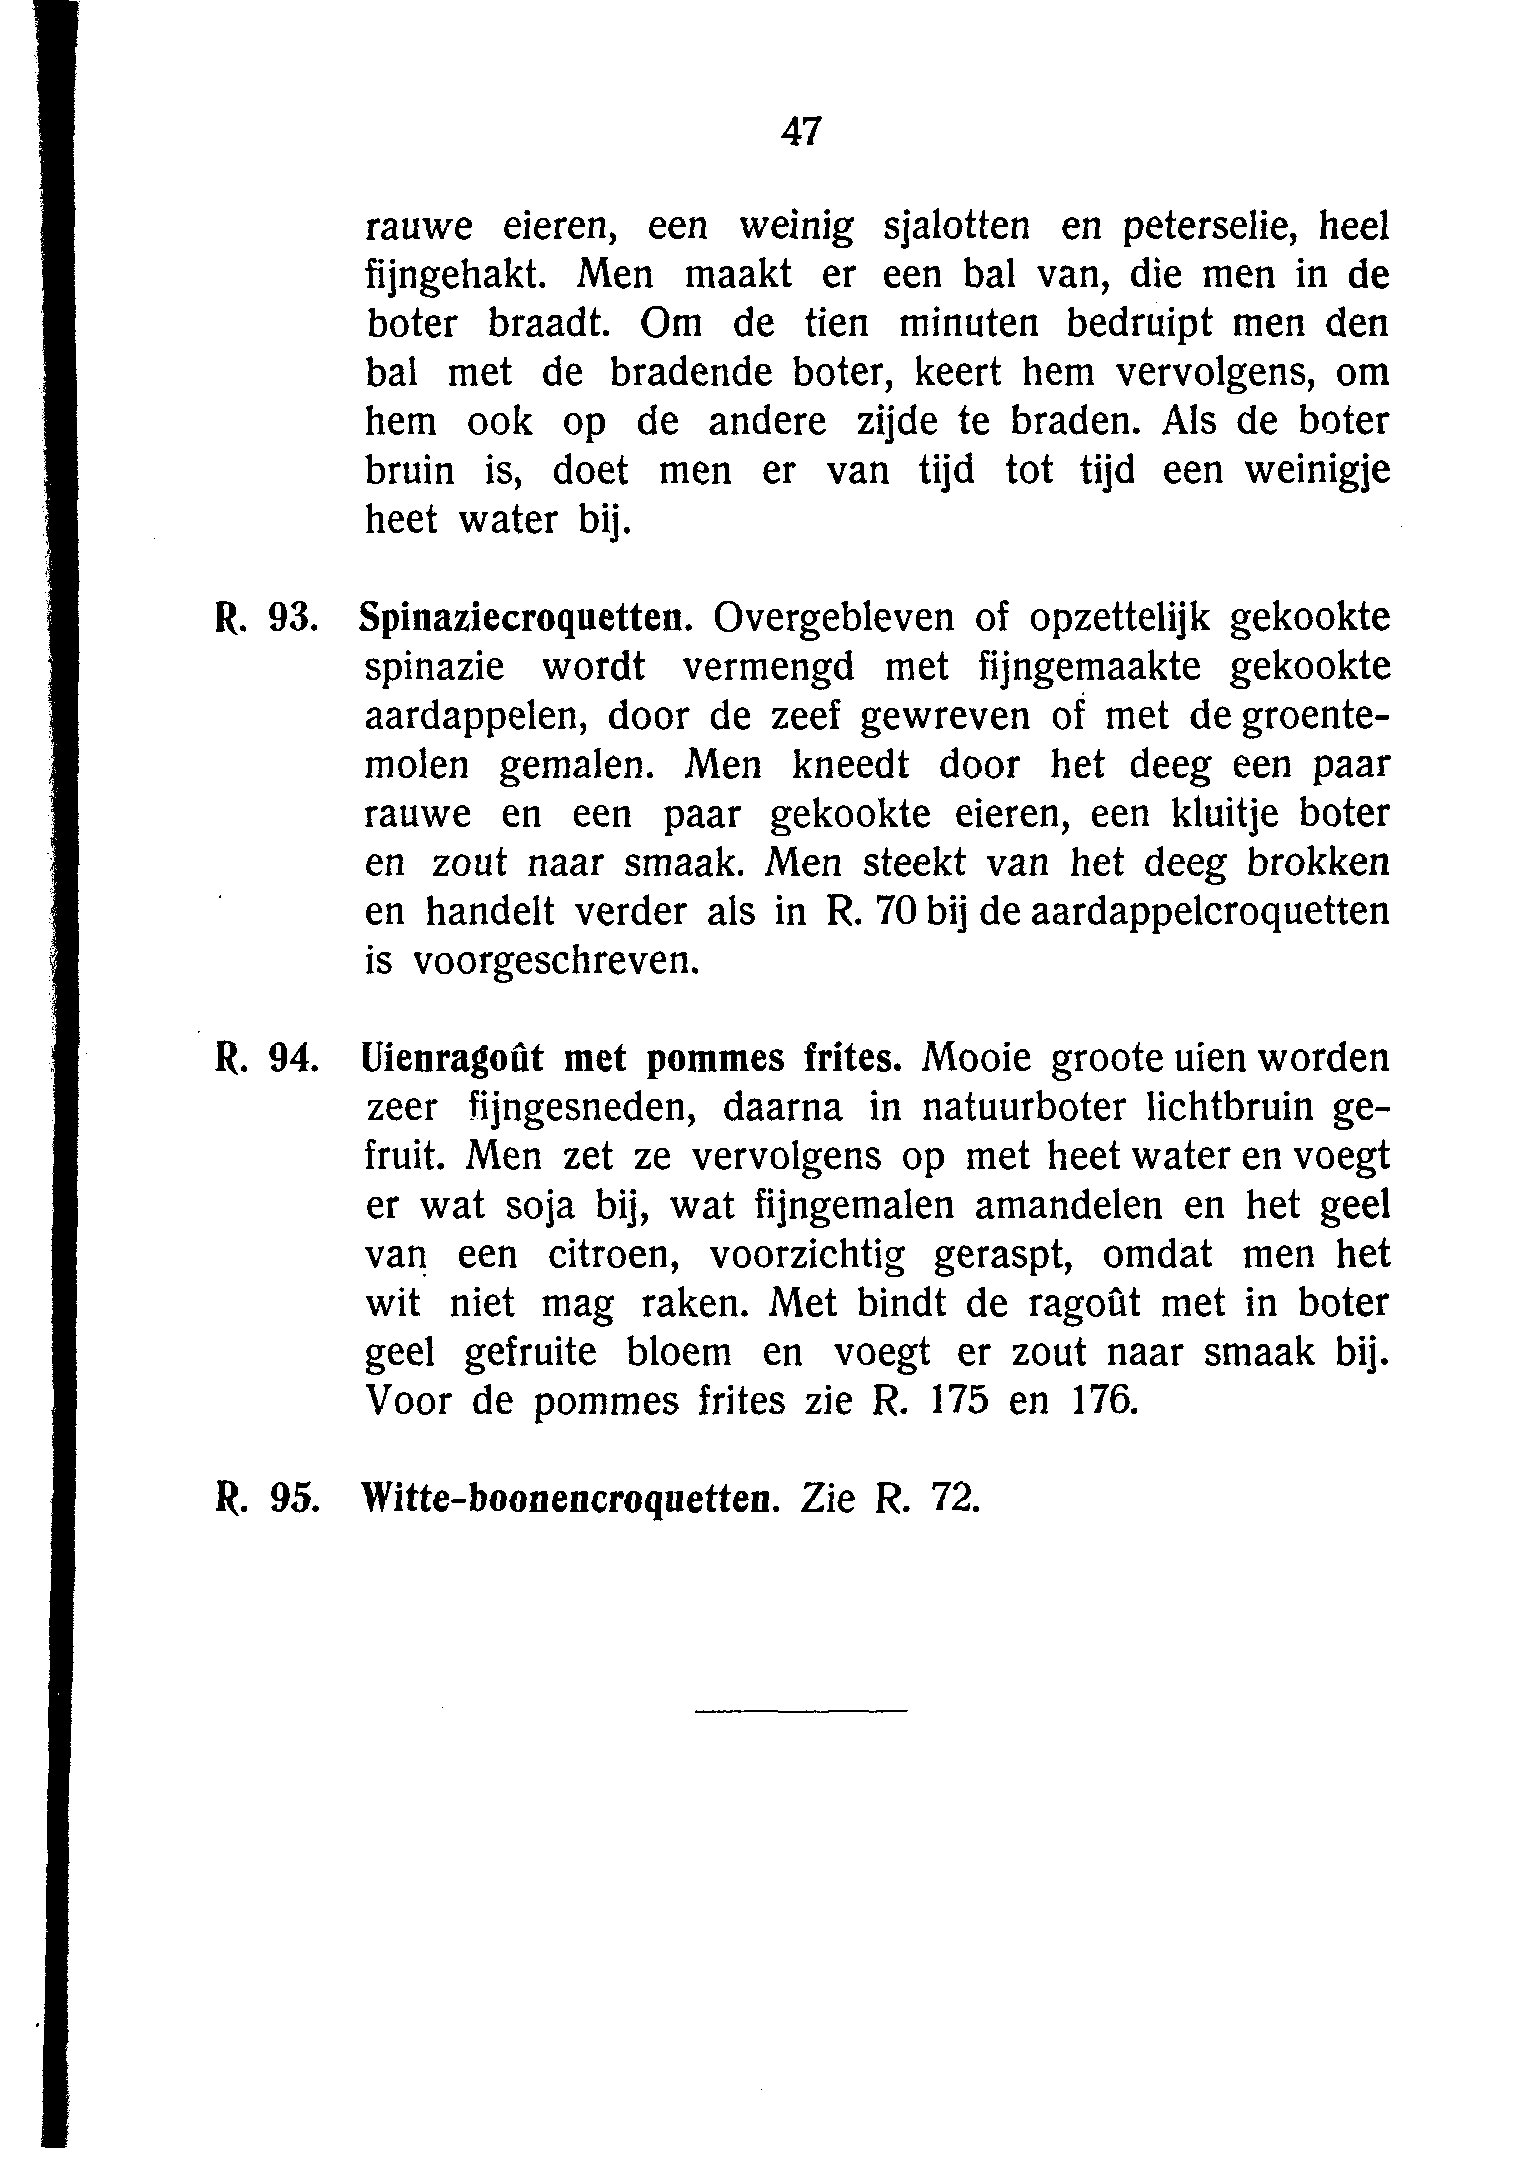 47
rauwe eieren, een weinig sjalotten en peterselie, heel
fijngehakt. Men maakt er een bal van, die men in de
boter braadt. Om de tien minuten bedruipt men den
bal met de bradende boter, keert hem vervolgens, om
hem ook op de andere zijde te braden. Als de boter
bruin is, doet men er van tijd tot tijd een weinigje
heet water bij.
R. 93. Spinaziecroquetten. Overgebleven of opzettelijk gekookte
spinazie wordt vermengd met fijngemaakte gekookte
aardappelen, door de zeef gewreven of met de groente-
molen gemalen. Men kneedt door het deeg een paar
rauwe en een paar gekookte eieren, een kluitje boter
en zout naar smaak. Men steekt van het deeg brokken
en handelt verder als in R. 70 bij de aardappelcroquetten
is voorgeschreven.
R. 94. Uienragoût met pommes frites. Mooie groote uien worden
zeer fijngesneden, daarna in natuurboter lichtbruin ge-
fruit. Men zet ze vervolgens op met heet water en voegt
er wat soja bij, wat fijngemalen amandelen en het geel
van een citroen, voorzichtig geraspt, omdat men het
wit niet mag raken. Met bindt de ragoût met in boter
geel gefruite bloem en voegt er zout naar smaak bij.
Voor de pommes frites zie R. 175 en 176.
R. 95. Witte-boonencroquetten. Zie R. 72.